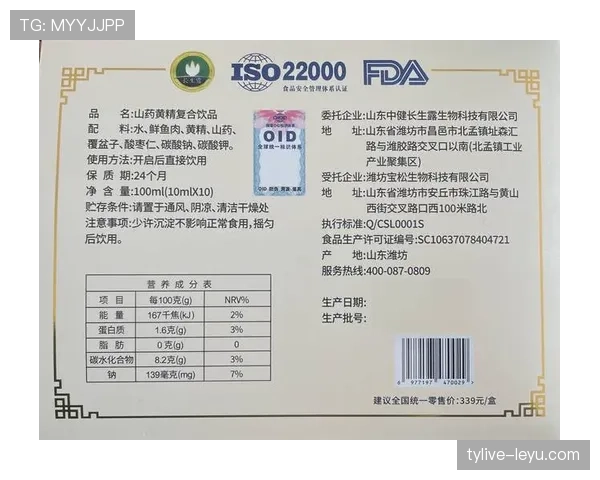 TG: MYYJJPP
长生露
ISO22000
食品安全管理体系认证
FDA
品 名:山药黄精复合饮品
配 料:水、鲜鱼肉、黄精、山药、
覆盆子、酸枣仁、碳酸钠、碳酸钾。
使用方法:开启后直接饮用
保 质 期:24个月
净 含 量:100ml(10mlX10)
贮存条件:请置于通风、阴凉、清洁干燥处
注意事项:少许沉淀不影响正常食用,摇匀
后饮用。
OID
全球统一标识体系
委托企业:山东中健长生露生物科技有限公司
地 址:山东省潍坊市昌邑市北孟镇垃森汇
路与潍胶路交叉口以南(北孟镇工业
产业聚集区)
受托企业:潍坊宝松生物科技有限公司
地 址:山东省潍坊市安丘市珠江路与黄山
西街交叉路口西100米路北
执行标准:Q/CSL0001S
食品生产许可证编号:SC10637078404721
产 地:山东潍坊
服务热线:400-087-0809
营 养 成 分 表
项 目 每100克(g) NRV%
能 量 167千焦(kJ) 2%
蛋白质 1.6克(g) 3%
脂 肪 0克(g) 0
碳水化合物 8.2克(g) 3%
钠 139毫克(mg) 7%
生产日期:
生产批号:
6 977197 470029
建议全国统一零售价:339元/盒
tylive-leyu.com